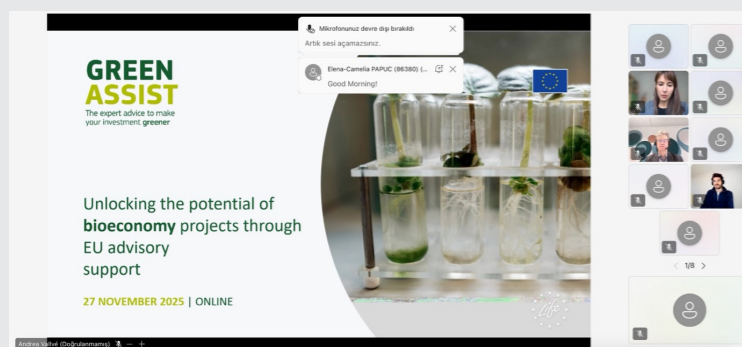 GREEN
ASSIST
The expert advice to make
your investment greener
Mikrofonunuz devre dışı bırakıldı
Artık sesi açamazsınız.
Elena-Camelia PAPUC (86380) (...
Good Morning!
Unlocking the potential of
bioeconomy projects through
EU advisory
support
27 NOVEMBER 2025 | ONLINE
life
1/8
Andrea Vallvé (Doğrulanmamış)